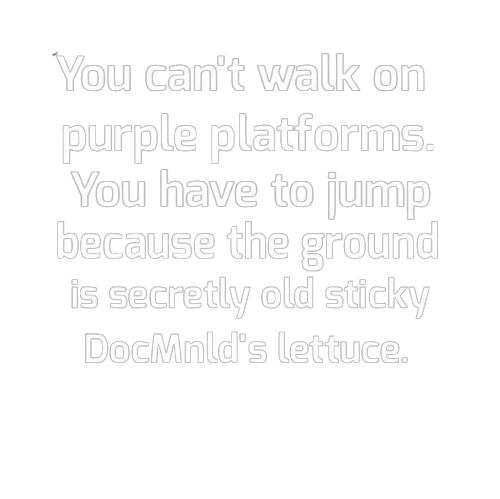 You can't walk on
purple platforms.
You have to jump
because the ground
is secretly old sticky
DocMnld's lettuce.